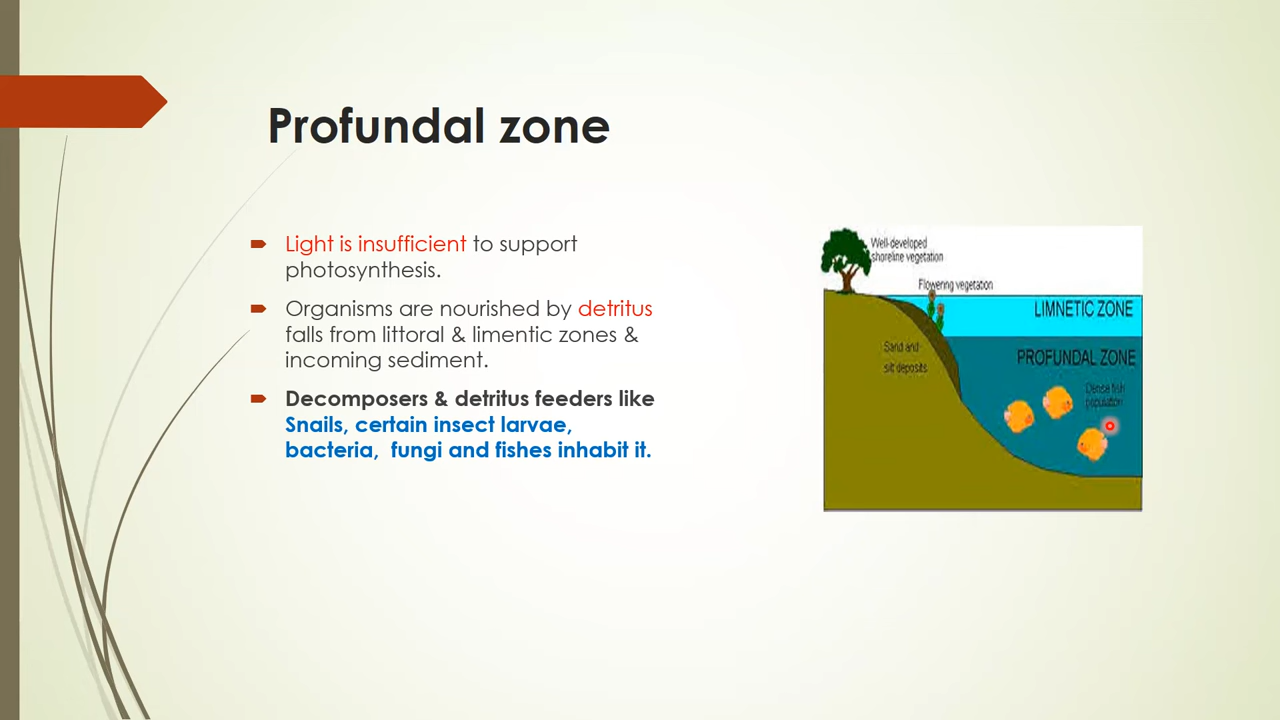 Profundal zone
Light is insufficient to support
photosynthesis.
Organisms are nourished by detritus
falls from littoral & limentic zones &
incoming sediment.
Decomposers & detritus feeders like
Snails, certain insect larvae,
bacteria,  fungi and fishes inhabit it.
Well-developed
shoreline vegetation
Flowering vegetation
LIMNETIC ZONE
Sand and
silt deposits
PROFUNDAL ZONE
Dense fish
population